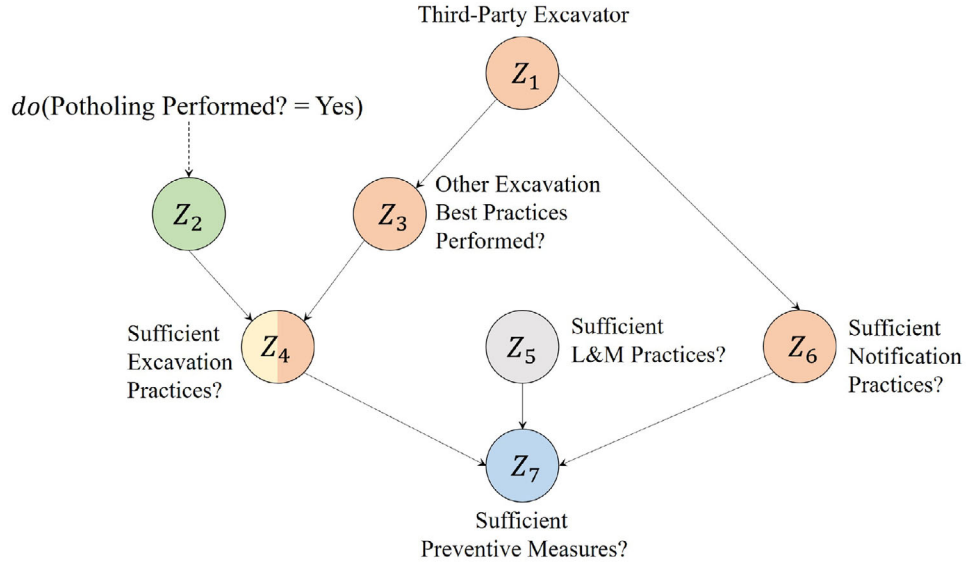 Third-Party Excavator
Z₁
do(Potholing Performed? = Yes)
Z₂
Z₃
Other Excavation
Best Practices
Performed?
Sufficient
Excavation
Practices?
Z₄
Z₅
Sufficient
L&M Practices?
Z₆
Sufficient
Notification
Practices?
Z₇
Sufficient
Preventive Measures?